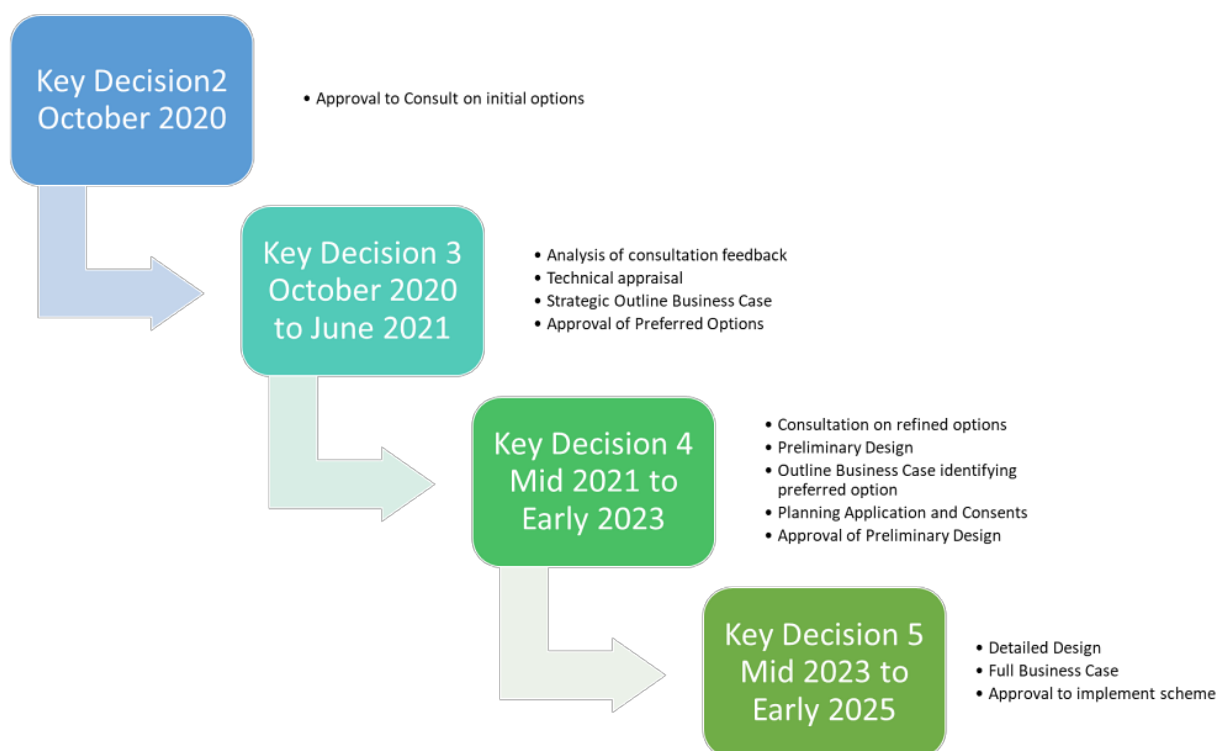 Key Decision2
October 2020
• Approval to Consult on initial options
Key Decision 3
October 2020
to June 2021
• Analysis of consultation feedback
• Technical appraisal
• Strategic Outline Business Case
• Approval of Preferred Options
Key Decision 4
Mid 2021 to
Early 2023
• Consultation on refined options
• Preliminary Design
• Outline Business Case identifying
preferred option
• Planning Application and Consents
• Approval of Preliminary Design
Key Decision 5
Mid 2023 to
Early 2025
• Detailed Design
• Full Business Case
• Approval to implement scheme